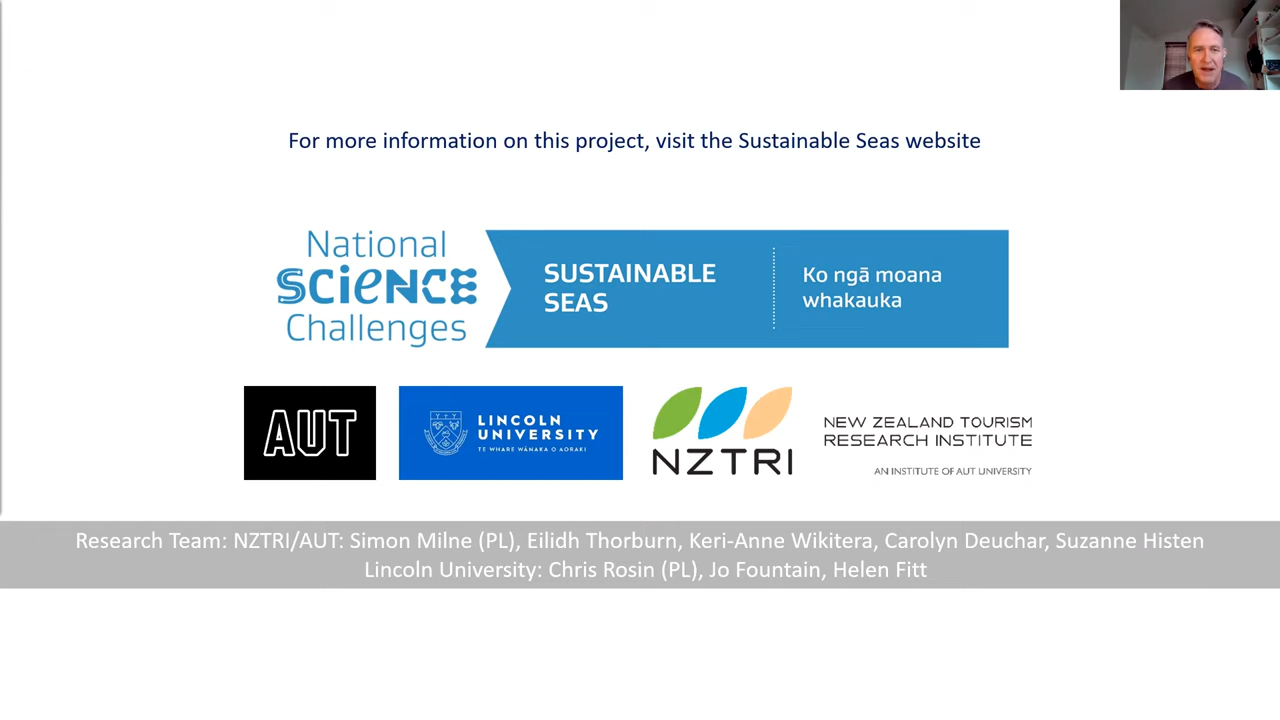 For more information on this project, visit the Sustainable Seas website
National
SCIENCE
Challenges
SUSTAINABLE
SEAS
Ko ngā moana
whakauka
AUT
LINCOLN
UNIVERSITY
TE WHARE WĀNAKA O AORAKI
NZTRI
NEW ZEALAND TOURISM
RESEARCH INSTITUTE
AN INSTITUTE OF AUT UNIVERSITY
Research Team: NZTRI/AUT: Simon Milne (PL), Eilidh Thorburn, Keri-Anne Wikitera, Carolyn Deuchar, Suzanne Histen
Lincoln University: Chris Rosin (PL), Jo Fountain, Helen Fitt